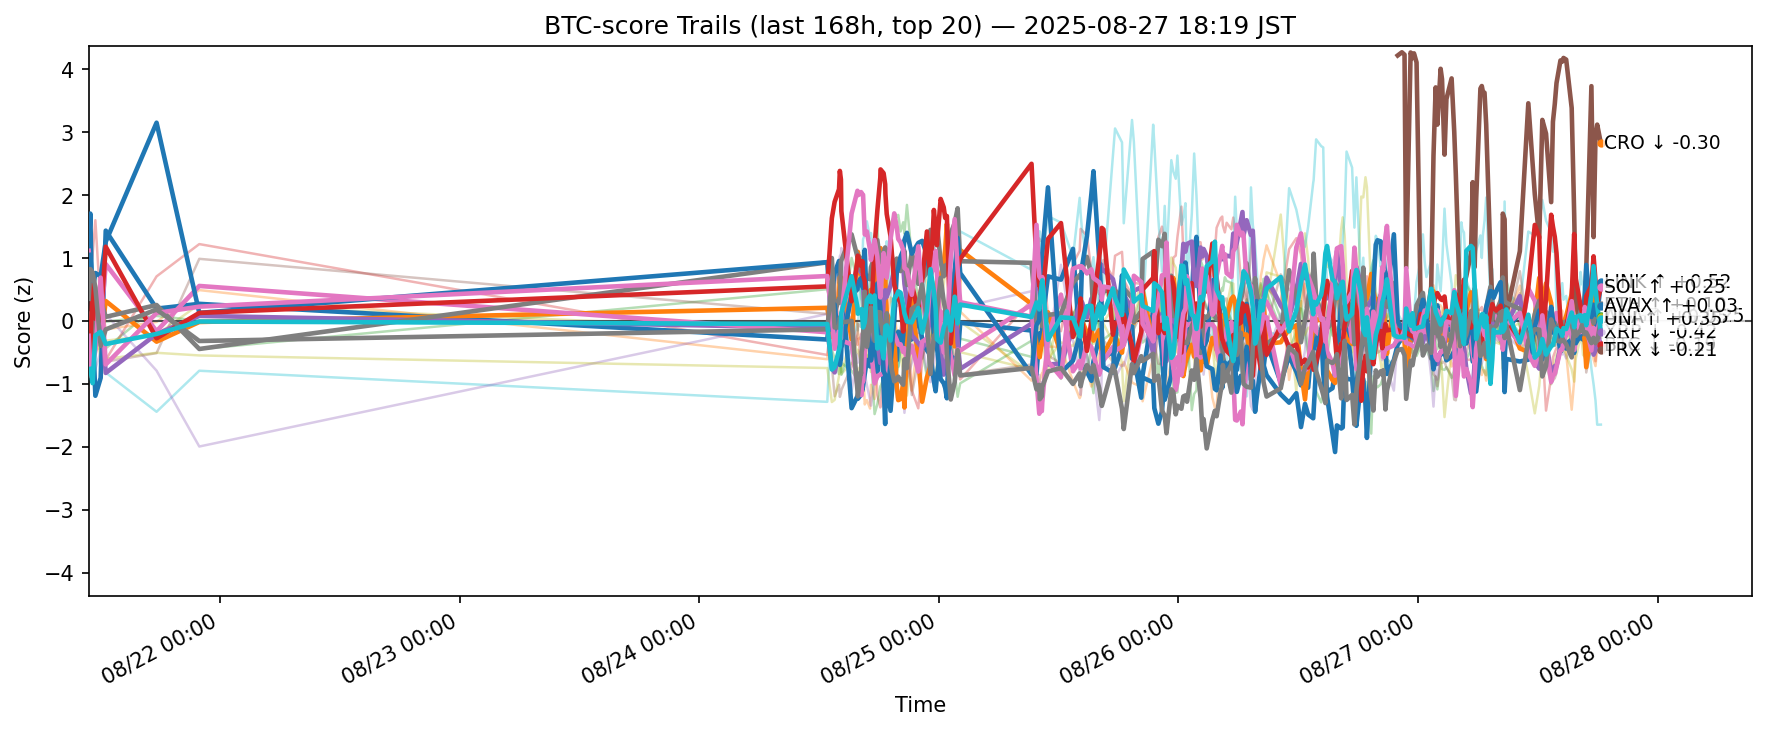 BTC-score Trails (last 168h, top 20) — 2025-08-27 18:19 JST
Score (z)
4
3
2
1
0
−1
−2
−3
−4
CRO ↓ -0.30
SOL ↑ +0.25
AVAX ↑ +0.03
UNI ↑ +0.35
XRP ↓ -0.42
TRX ↓ -0.21
08/22 00:00
08/23 00:00
08/24 00:00
08/25 00:00
08/26 00:00
08/27 00:00
08/28 00:00
Time